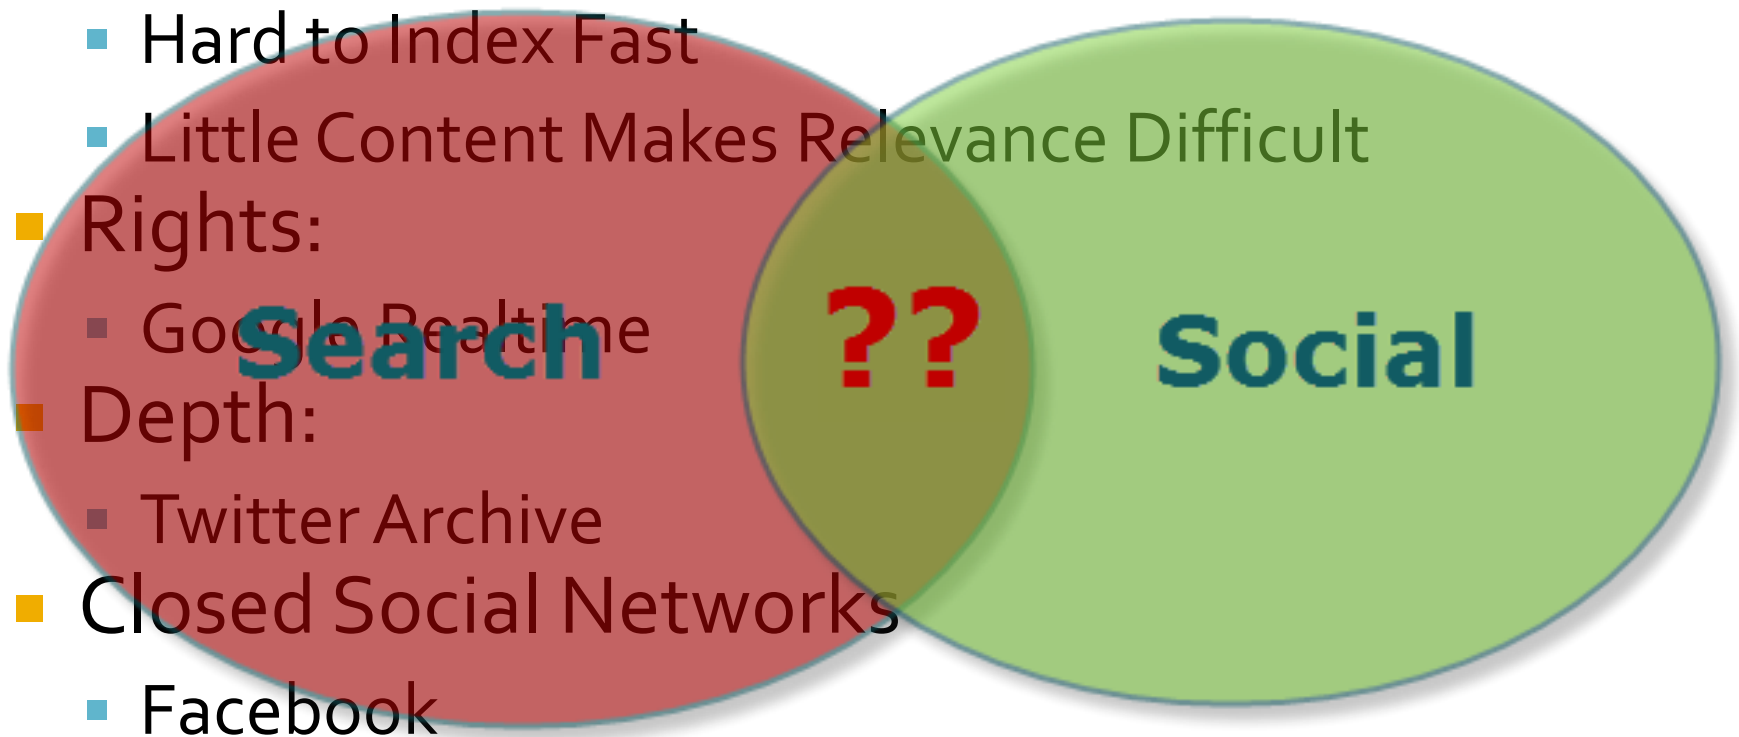 Hard to Index Fast
Little Content Makes Relevance Difficult
Rights:
Google Realtime
Search
??
Social
Depth:
Twitter Archive
Closed Social Networks
Facebook